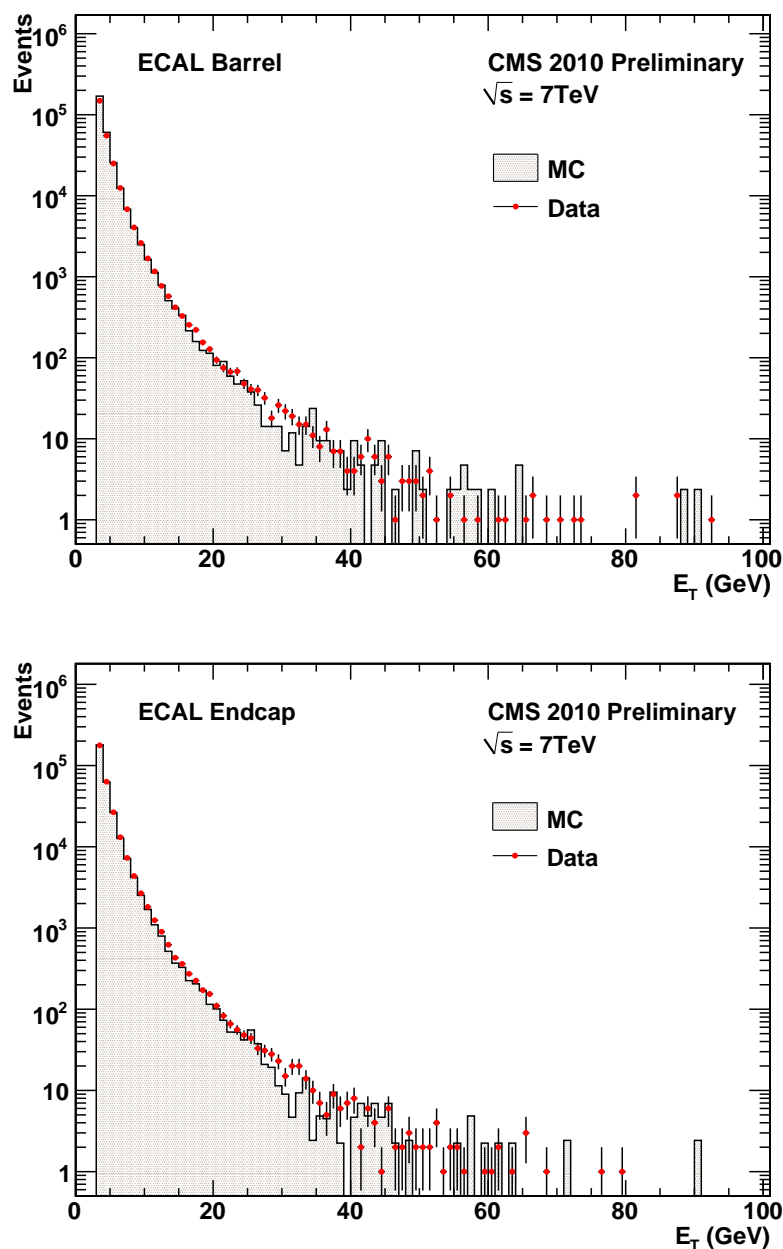 Events
10^6
10^5
10^4
10^3
10^2
10
1
ECAL Barrel
CMS 2010 Preliminary
√s = 7TeV
MC
Data
0 20 40 60 80 100
E_T (GeV)
Events
10^6
10^5
10^4
10^3
10^2
10
1
ECAL Endcap
CMS 2010 Preliminary
√s = 7TeV
MC
Data
0 20 40 60 80 100
E_T (GeV)